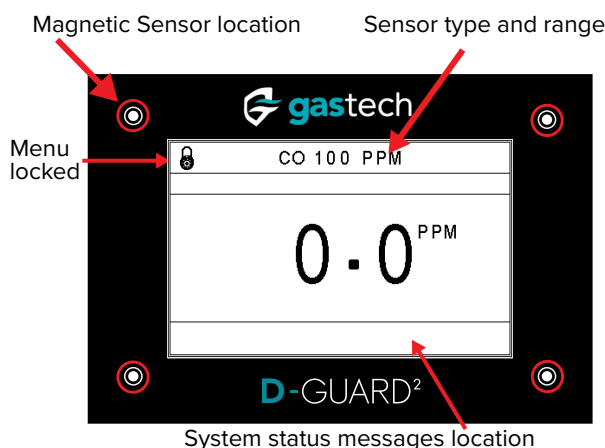 Magnetic Sensor location
Sensor type and range
gastech
Menu
locked
CO 100 PPM
0.0 PPM
D-GUARD²
System status messages location